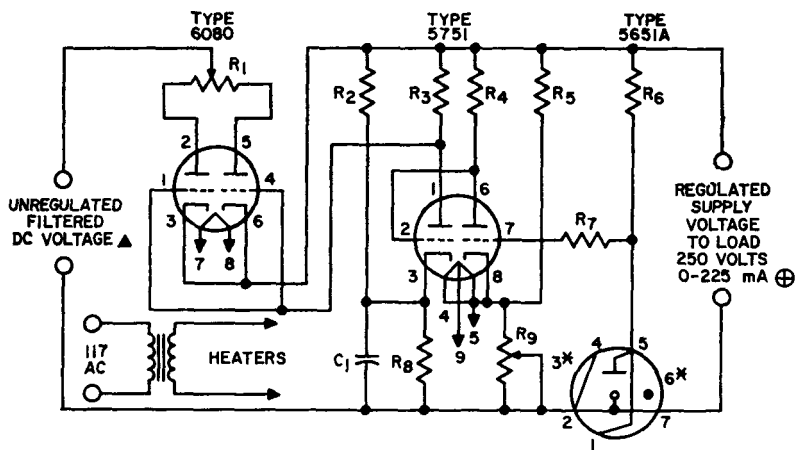 TYPE
6080
TYPE
5751
TYPE
5651A
R1
R2
R3
R4
R5
R6
2
5
1
4
3
6
7
8
UNREGULATED
FILTERED
DC VOLTAGE ▲
1
6
2
7
3
8
4
5
9
R7
REGULATED
SUPPLY
VOLTAGE
TO LOAD
250 VOLTS
0-225 mA ⊕
117
AC
HEATERS
C1
R8
R9
4
5
3*
6*
2
7
1